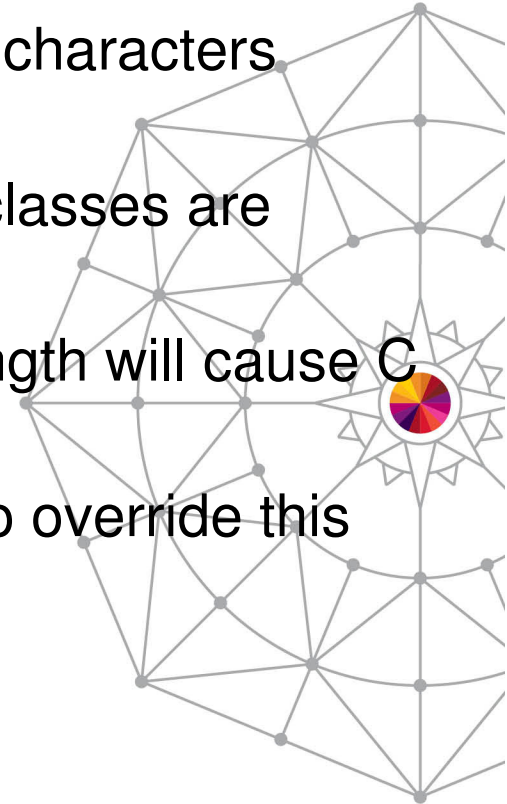 characters
classes are
ngth will cause C
o override this